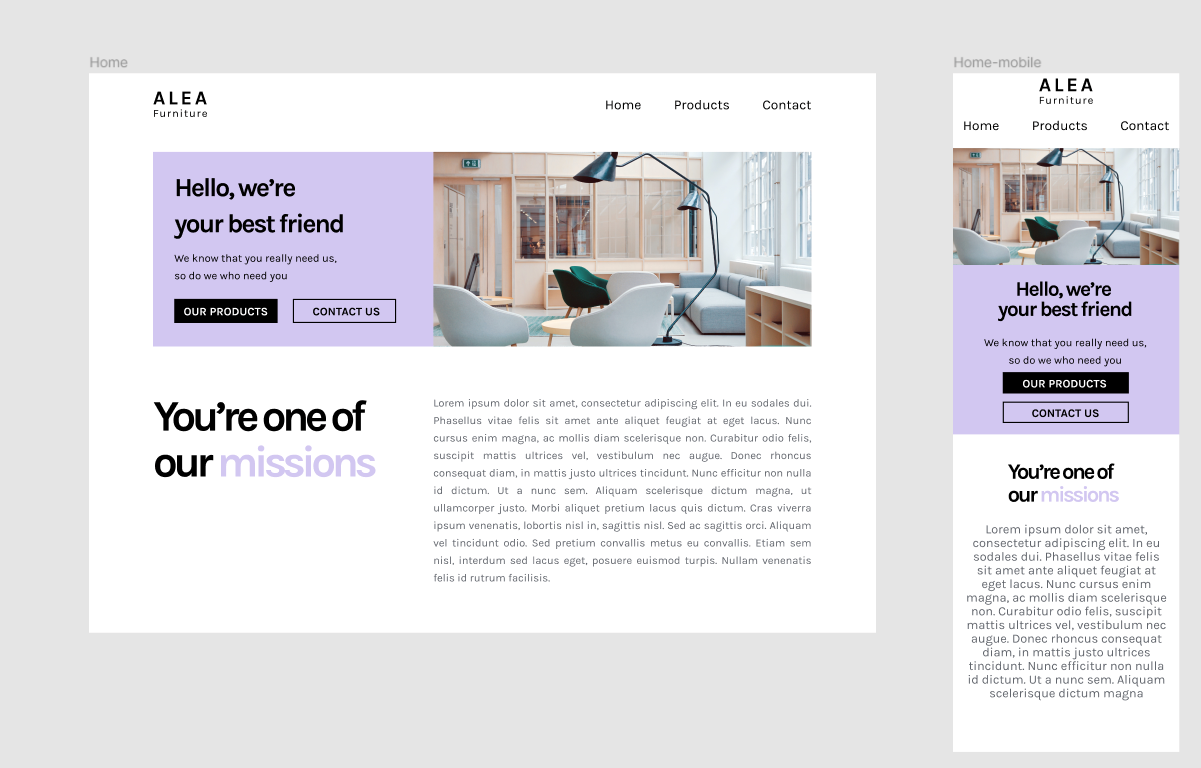 Home
ALEA
Furniture
Home Products Contact
Hello, we’re
your best friend
We know that you really need us,
so do we who need you
OUR PRODUCTS CONTACT US
You’re one of
our missions
Lorem ipsum dolor sit amet, consectetur adipiscing elit. In eu sodales dui.
Phasellus vitae felis sit amet ante aliquet feugiat at eget lacus. Nunc
cursus enim magna, ac mollis diam scelerisque non. Curabitur odio felis,
suscipit mattis ultrices vel, vestibulum nec augue. Donec rhoncus
consequat diam, in mattis justo ultrices tincidunt. Nunc efficitur non nulla
id dictum. Ut a nunc sem. Aliquam scelerisque dictum magna, ut
ullamcorper justo. Morbi aliquet pretium lacus quis dictum. Cras viverra
ipsum venenatis, lobortis nisl in, sagittis nisl. Sed ac sagittis orci. Aliquam
vel tincidunt odio. Sed pretium convallis metus eu convallis. Etiam sem
nisl, interdum sed lacus eget, posuere euismod turpis. Nullam venenatis
felis id rutrum facilisis.
Home-mobile
ALEA
Furniture
Home Products Contact
Hello, we’re
your best friend
We know that you really need us,
so do we who need you
OUR PRODUCTS
CONTACT US
You’re one of
our missions
Lorem ipsum dolor sit amet,
consectetur adipiscing elit. In eu
sodales dui. Phasellus vitae felis
sit amet ante aliquet feugiat at
eget lacus. Nunc cursus enim
magna, ac mollis diam scelerisque
non. Curabitur odio felis, suscipit
mattis ultrices vel, vestibulum nec
augue. Donec rhoncus consequat
diam, in mattis justo ultrices
tincidunt. Nunc efficitur non nulla
id dictum. Ut a nunc sem. Aliquam
scelerisque dictum magna